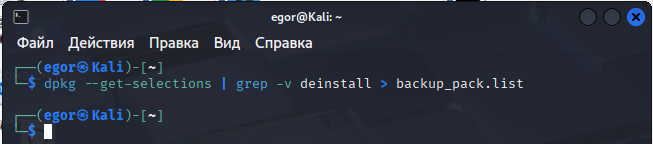 egor@Kali: ~
Файл Действия Правка Вид Справка
┌──(egor㉿Kali)-[~]
└─$ dpkg --get-selections | grep -v deinstall > backup_pack.list
┌──(egor㉿Kali)-[~]
└─$